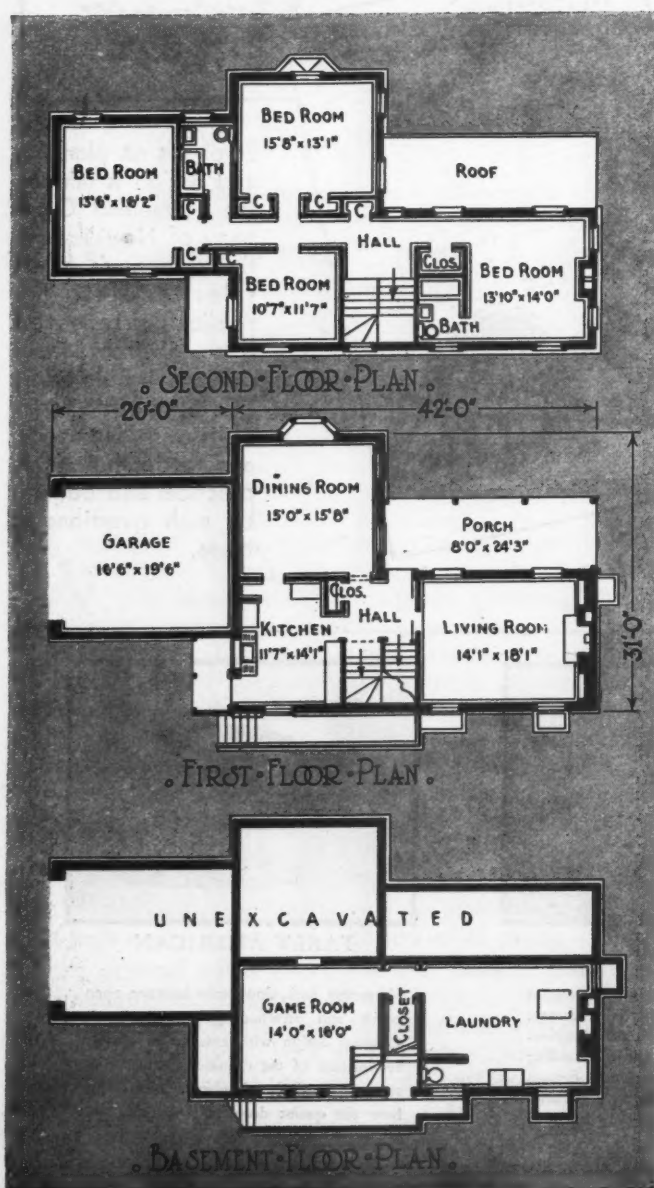 BED ROOM
15'8" x 13'1"
BED ROOM
13'6" x 16'2"
BATH
ROOF
C
C
C
C
HALL
C
C
CLOS.
BED ROOM
10'7" x 11'7"
BED ROOM
13'10" x 14'0"
BATH
SECOND·FLOOR·PLAN.
20'-0"
42'-0"
DINING ROOM
15'0" x 15'8"
GARAGE
16'6" x 19'6"
PORCH
8'0" x 24'3"
CLOS.
HALL
KITCHEN
11'7" x 14'1"
LIVING ROOM
14'1" x 18'1"
31'-0"
FIRST·FLOOR·PLAN.
UNEXCAVATED
GAME ROOM
14'0" x 16'0"
CLOSET
LAUNDRY
BASEMENT·FLOOR·PLAN.